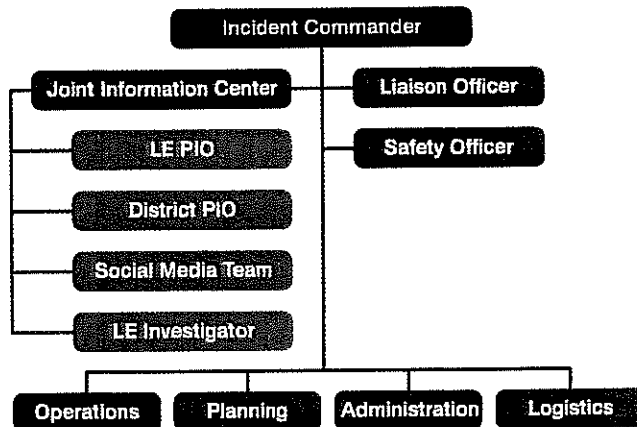 Incident Commander
Joint Information Center
Liaison Officer
LE PIO
Safety Officer
District PIO
Social Media Team
LE Investigator
Operations
Planning
Administration
Logistics